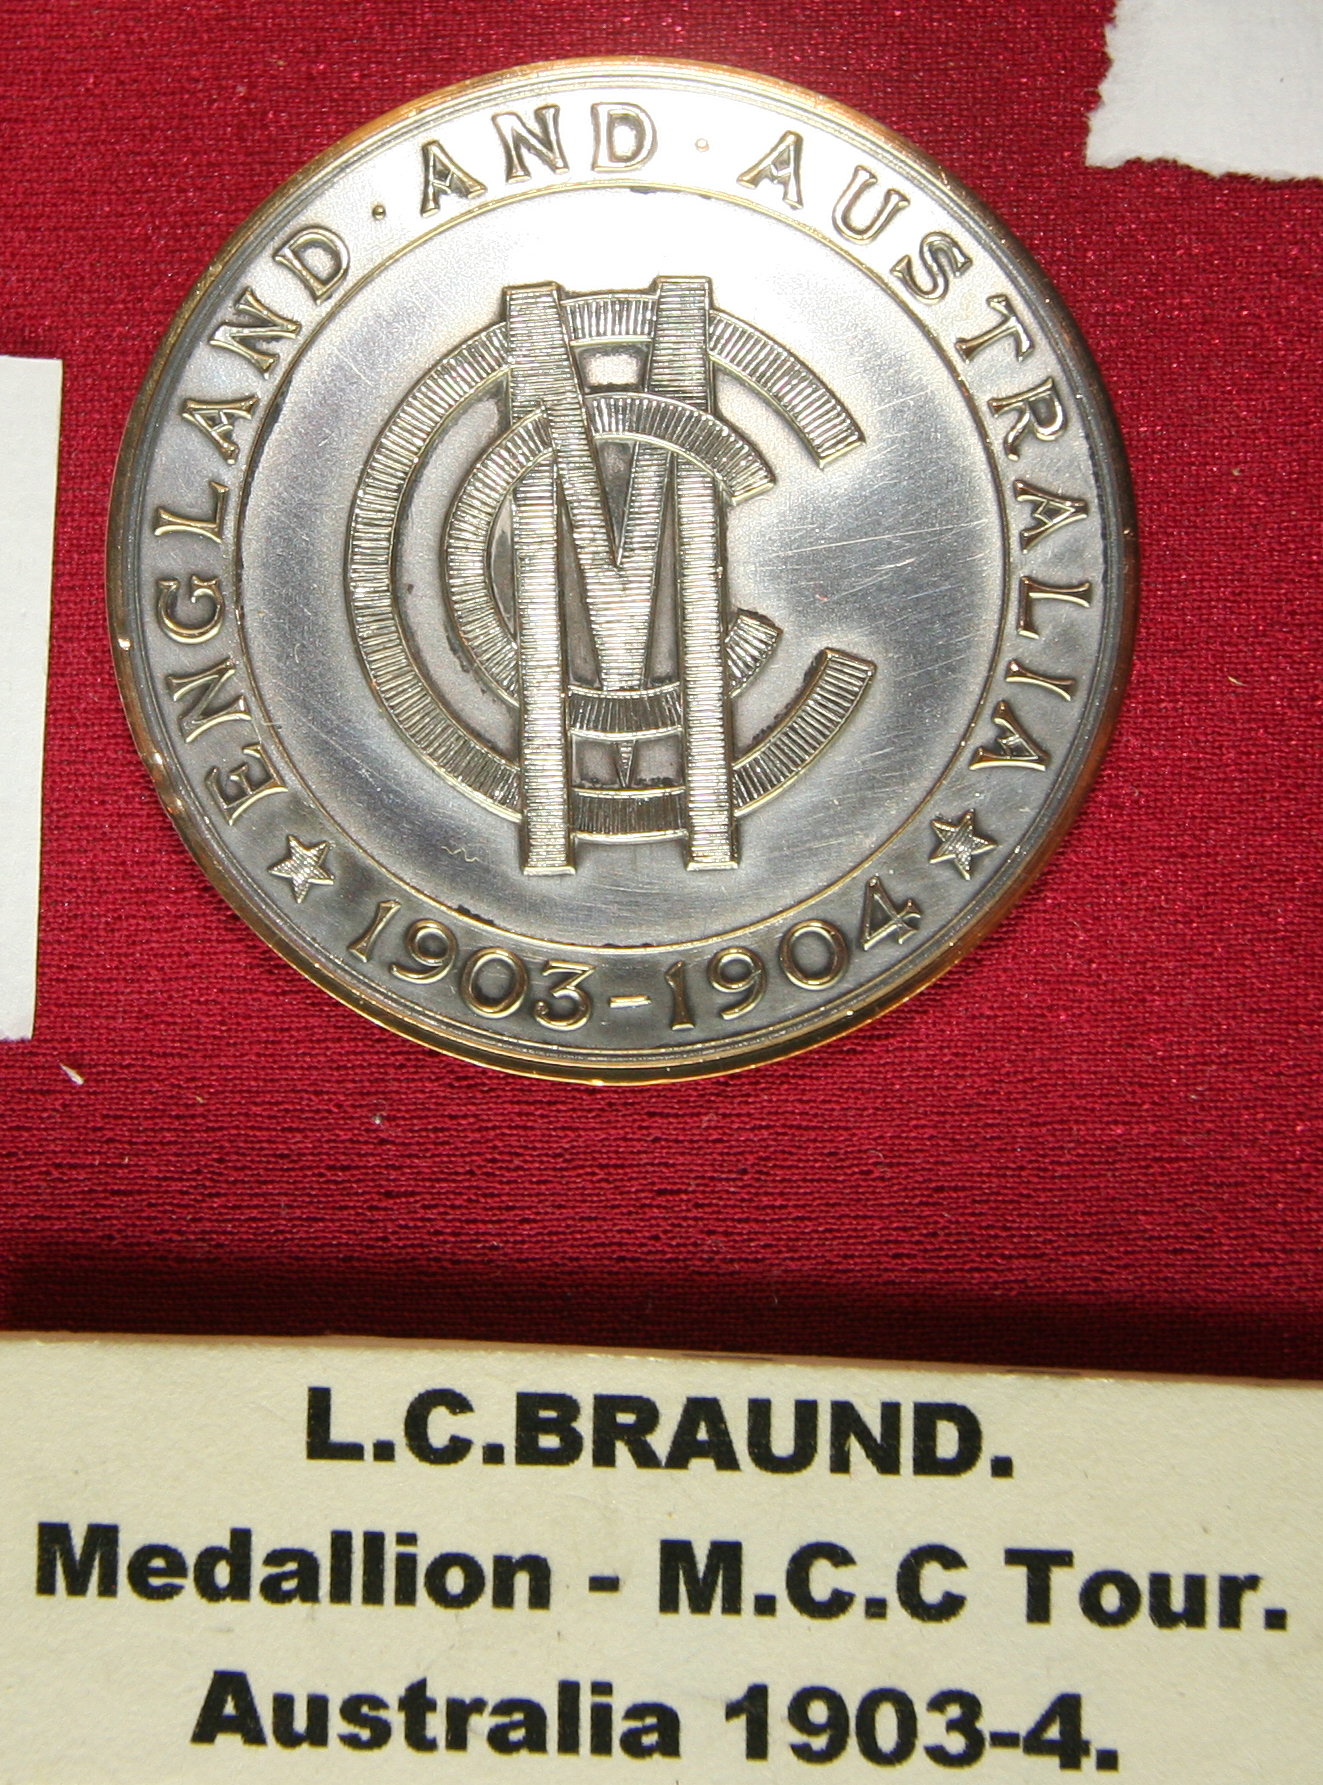 ENGLAND · AND · AUSTRALIA
MCC
★ 1903-1904 ★
L.C.BRAUND.
Medallion - M.C.C Tour.
Australia 1903-4.